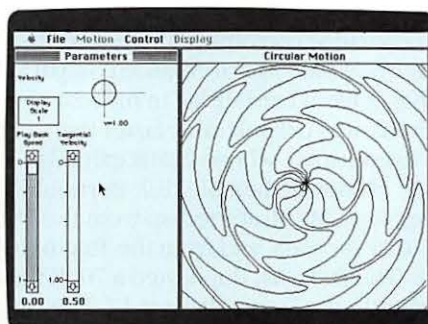 File Motion Control Display
Parameters
Circular Motion
Velocity
Display
Scale
1
v=1.00
Play Back
Speed
Tangential
Velocity
0
0
1
1.00
0.00
0.50